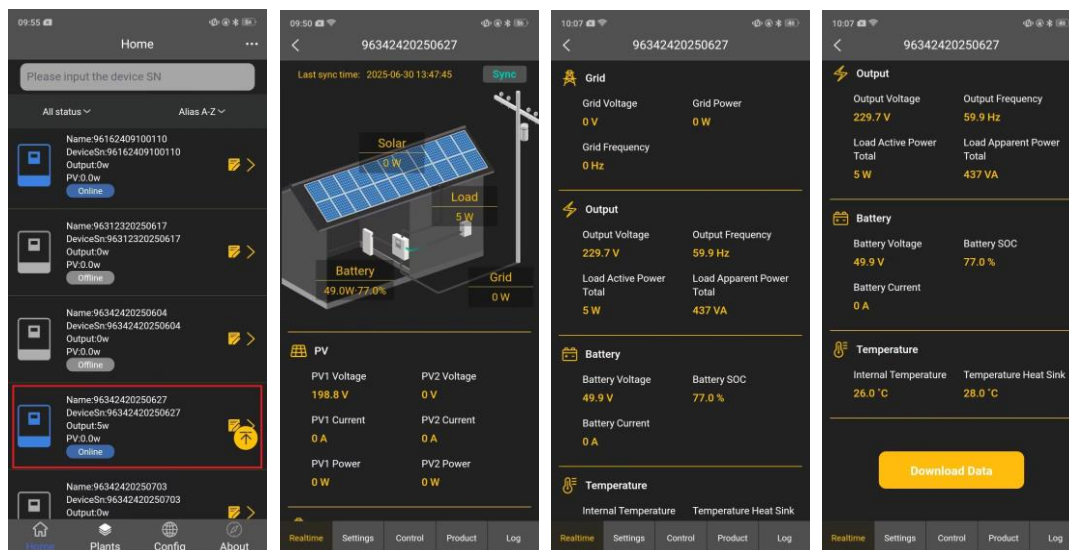 09:55
Home
Please input the device SN
All status
Alias A-Z
Name:96162409100110
DeviceSn:96162409100110
Output:0w
PV:0.0w
Online
Name:96312320250617
DeviceSn:96312320250617
Output:0w
PV:0.0w
Offline
Name:96342420250604
DeviceSn:96342420250604
Output:0w
PV:0.0w
Offline
Name:96342420250627
DeviceSn:96342420250627
Output:5w
PV:0.0w
Online
Name:96342420250703
DeviceSn:96342420250703
Output:0w
Home Plants Config About
09:50
96342420250627
Last sync time: 2025-06-30 13:47:45
Sync
Solar
0 W
Load
5 W
Battery
49.0W·77.0%
Grid
0 W
PV
PV1 Voltage PV2 Voltage
198.8 V 0 V
PV1 Current PV2 Current
0 A 0 A
PV1 Power PV2 Power
0 W 0 W
Realtime Settings Control Product Log
10:07
96342420250627
Grid
Grid Voltage Grid Power
0 V 0 W
Grid Frequency
0 Hz
Output
Output Voltage Output Frequency
229.7 V 59.9 Hz
Load Active Power Load Apparent Power
Total Total
5 W 437 VA
Battery
Battery Voltage Battery SOC
49.9 V 77.0 %
Battery Current
0 A
Temperature
Internal Temperature Temperature Heat Sink
Realtime Settings Control Product Log
10:07
96342420250627
Output
Output Voltage Output Frequency
229.7 V 59.9 Hz
Load Active Power Load Apparent Power
Total Total
5 W 437 VA
Battery
Battery Voltage Battery SOC
49.9 V 77.0 %
Battery Current
0 A
Temperature
Internal Temperature Temperature Heat Sink
26.0 °C 28.0 °C
Download Data
Realtime Settings Control Product Log